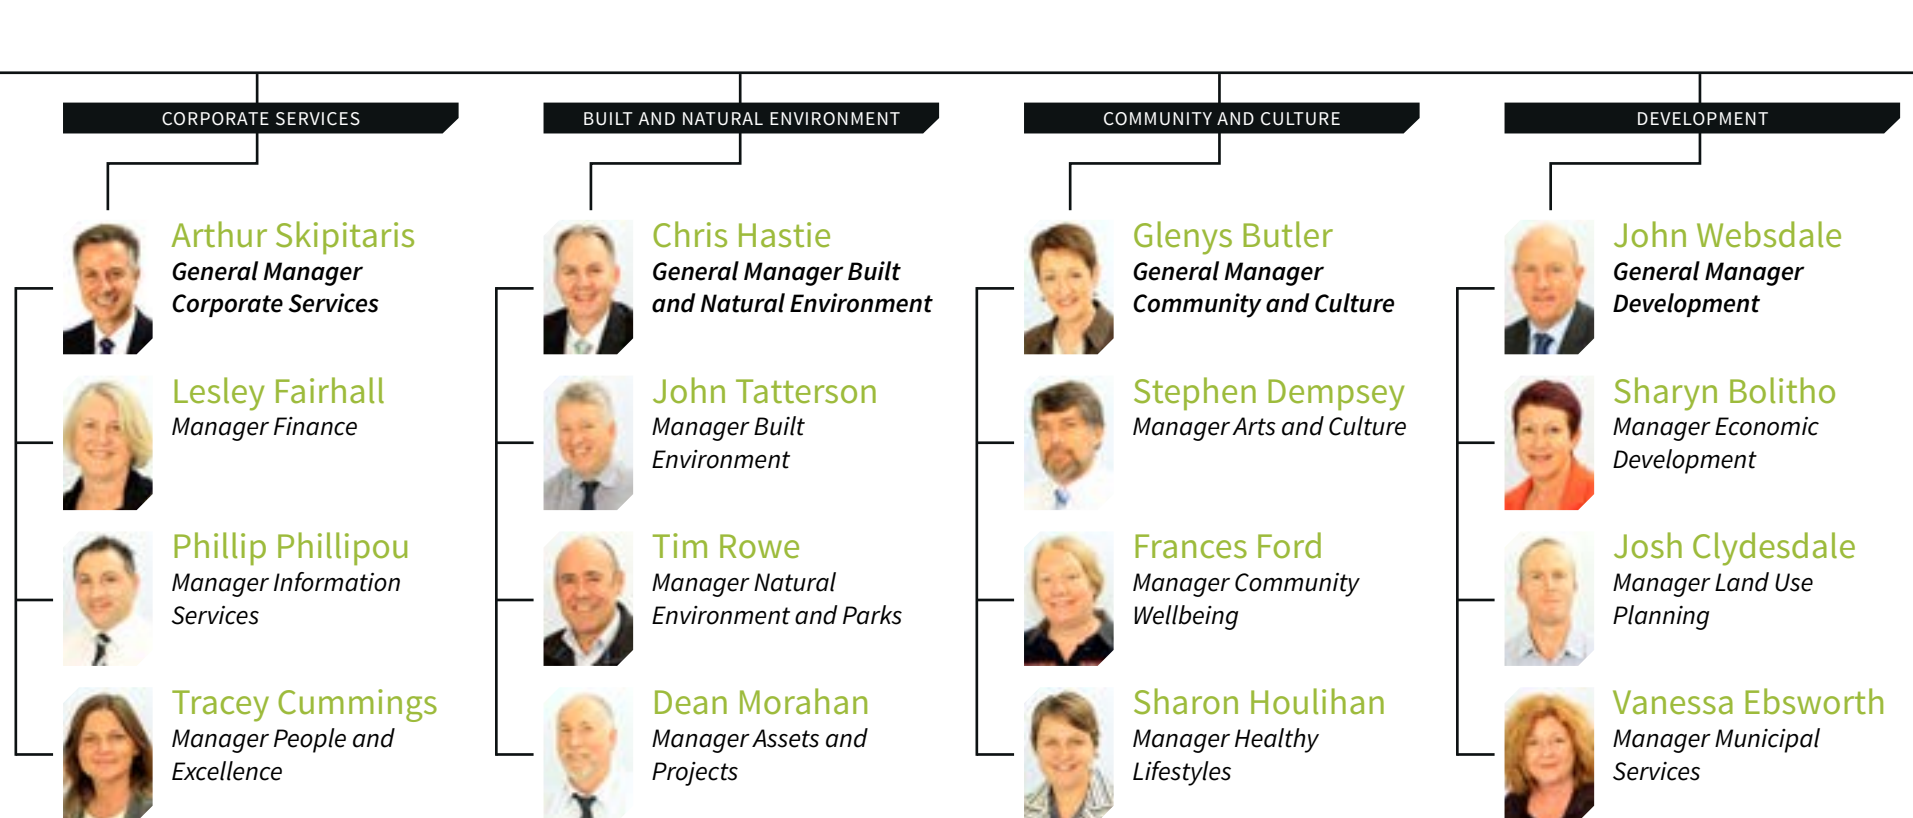 CORPORATE SERVICES
Arthur Skipitaris
General Manager
Corporate Services
Lesley Fairhall
Manager Finance
Phillip Phillipou
Manager Information
Services
Tracey Cummings
Manager People and
Excellence
BUILT AND NATURAL ENVIRONMENT
Chris Hastie
General Manager Built
and Natural Environment
John Tatterson
Manager Built
Environment
Tim Rowe
Manager Natural
Environment and Parks
Dean Morahan
Manager Assets and
Projects
COMMUNITY AND CULTURE
Glenys Butler
General Manager
Community and Culture
Stephen Dempsey
Manager Arts and Culture
Frances Ford
Manager Community
Wellbeing
Sharon Houlihan
Manager Healthy
Lifestyles
DEVELOPMENT
John Websdale
General Manager
Development
Sharyn Bolitho
Manager Economic
Development
Josh Clydesdale
Manager Land Use
Planning
Vanessa Ebsworth
Manager Municipal
Services